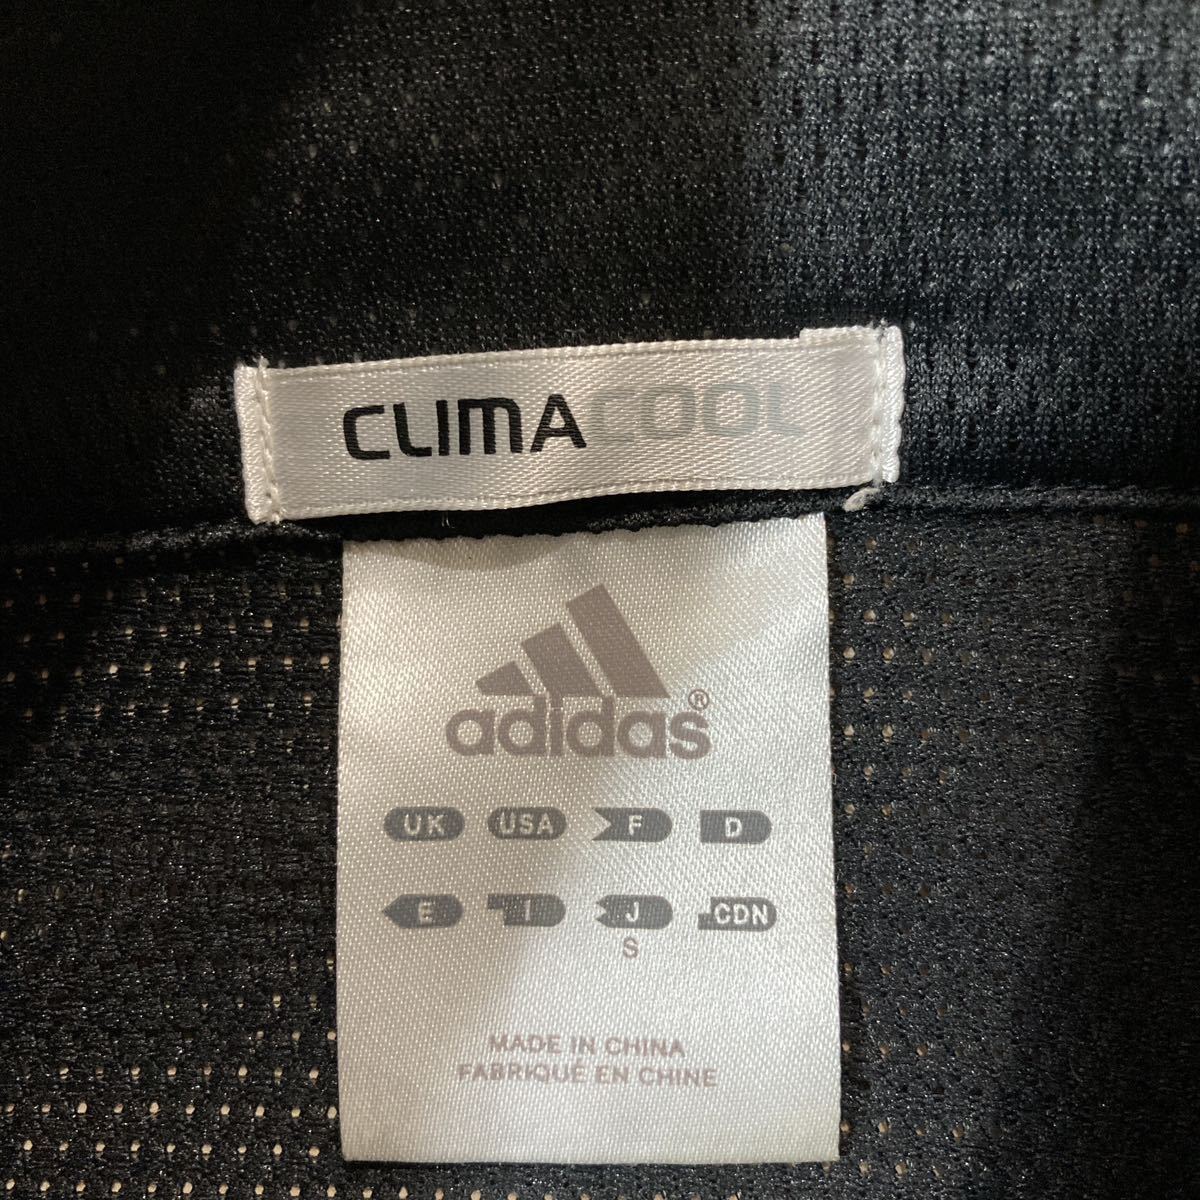 CLIMACOOL
adidas®
UK USA F D
E I J CDN
S
MADE IN CHINA
FABRIQUÉ EN CHINE